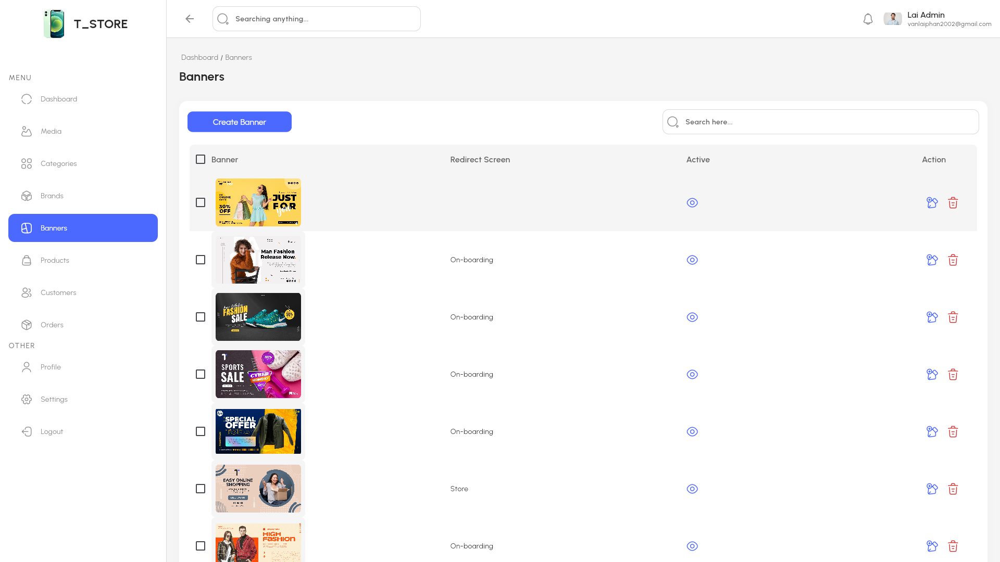 T_STORE
Searching anything...
Lai Admin
vanlaiphan2002@gmail.com
MENU
Dashboard
Media
Categories
Brands
Banners
Products
Customers
Orders
OTHER
Profile
Settings
Logout
Dashboard / Banners
Banners
Create Banner
Search here...
Banner
Redirect Screen
Active
Action
ONLINE
30%
OFF
JUST
FOR
you
Man Fashion
Release Now.
On-boarding
FASHION
SALE
50%
On-boarding
SPORTS
SALE
50%
CYBER
MONDAY
On-boarding
SPECIAL
OFFER
TODAY
On-boarding
EASY ONLINE
SHOPPING
Store
HIGH
FASHION
On-boarding